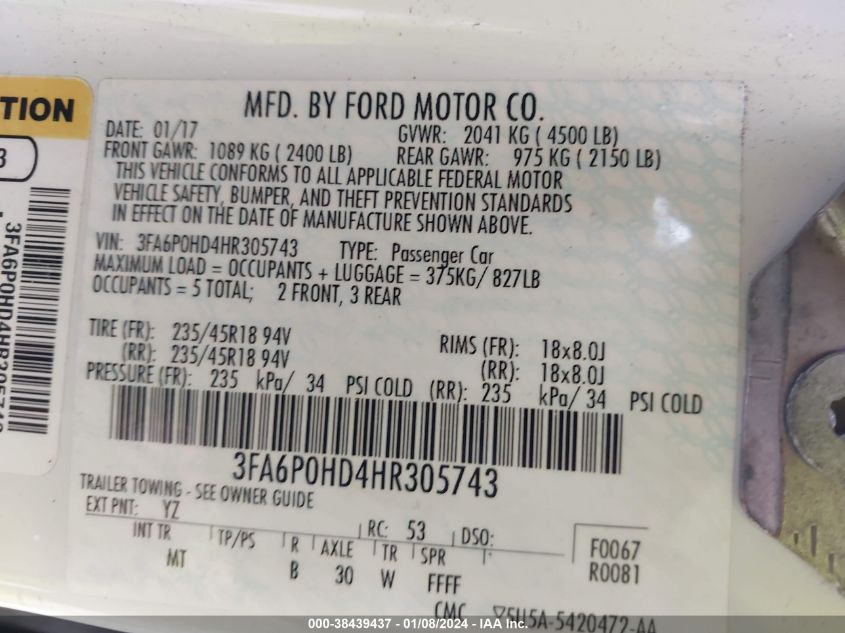 TION
3
3FA6P0HD4HR305743
MFD. BY FORD MOTOR CO.
DATE: 01/17 GVWR: 2041 KG ( 4500 LB)
FRONT GAWR: 1089 KG ( 2400 LB) REAR GAWR: 975 KG ( 2150 LB)
THIS VEHICLE CONFORMS TO ALL APPLICABLE FEDERAL MOTOR
VEHICLE SAFETY, BUMPER, AND THEFT PREVENTION STANDARDS
IN EFFECT ON THE DATE OF MANUFACTURE SHOWN ABOVE.
VIN: 3FA6P0HD4HR305743 TYPE: Passenger Car
MAXIMUM LOAD = OCCUPANTS + LUGGAGE = 375KG/ 827LB
OCCUPANTS = 5 TOTAL; 2 FRONT, 3 REAR
TIRE (FR): 235/45R18 94V RIMS (FR): 18x8.0J
(RR): 235/45R18 94V (RR): 18x8.0J
PRESSURE (FR): 235 kPa/ 34 PSI COLD (RR): 235 kPa/ 34 PSI COLD
3FA6P0HD4HR305743
TRAILER TOWING - SEE OWNER GUIDE
EXT PNT: YZ RC: 53 DSO:
INT TR TP/PS R AXLE TR SPR F0067
MT B 30 W FFFF R0081
CMC 5U5A-5420472-AA
000-38439437 - 01/08/2024 - IAA Inc.